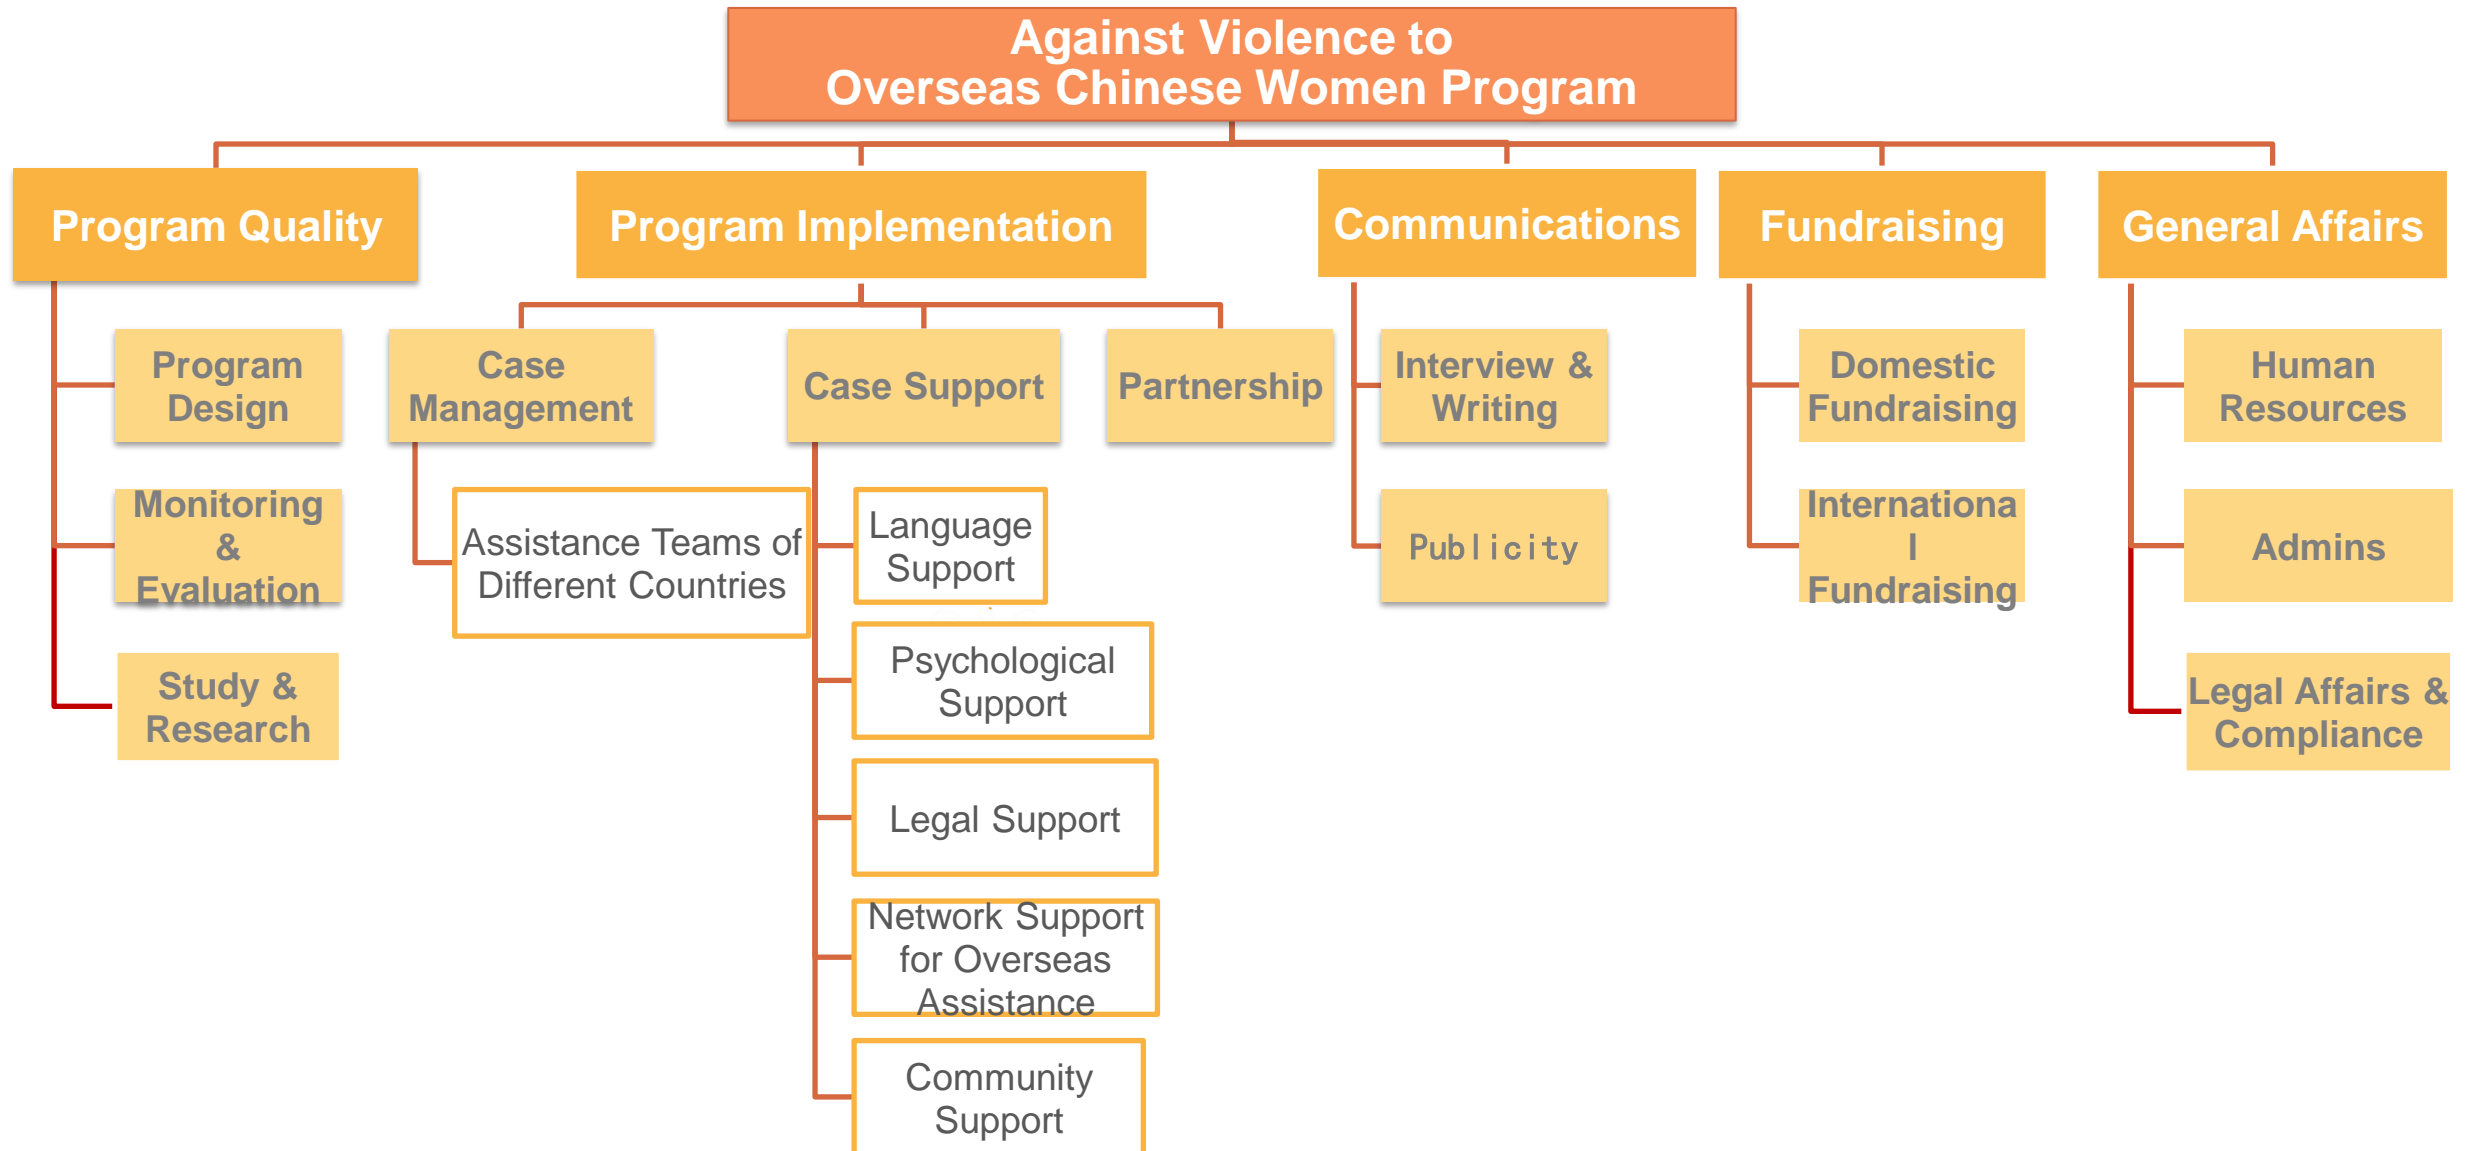 Against Violence to
Overseas Chinese Women Program
Program Quality
Program Implementation
Communications
Fundraising
General Affairs
Program
Design
Monitoring
&
Evaluation
Study &
Research
Case
Management
Assistance Teams of
Different Countries
Case Support
Language
Support
Psychological
Support
Legal Support
Network Support
for Overseas
Assistance
Community
Support
Partnership
Interview &
Writing
Publicity
Domestic
Fundraising
Internationa
l
Fundraising
Human
Resources
Admins
Legal Affairs &
Compliance